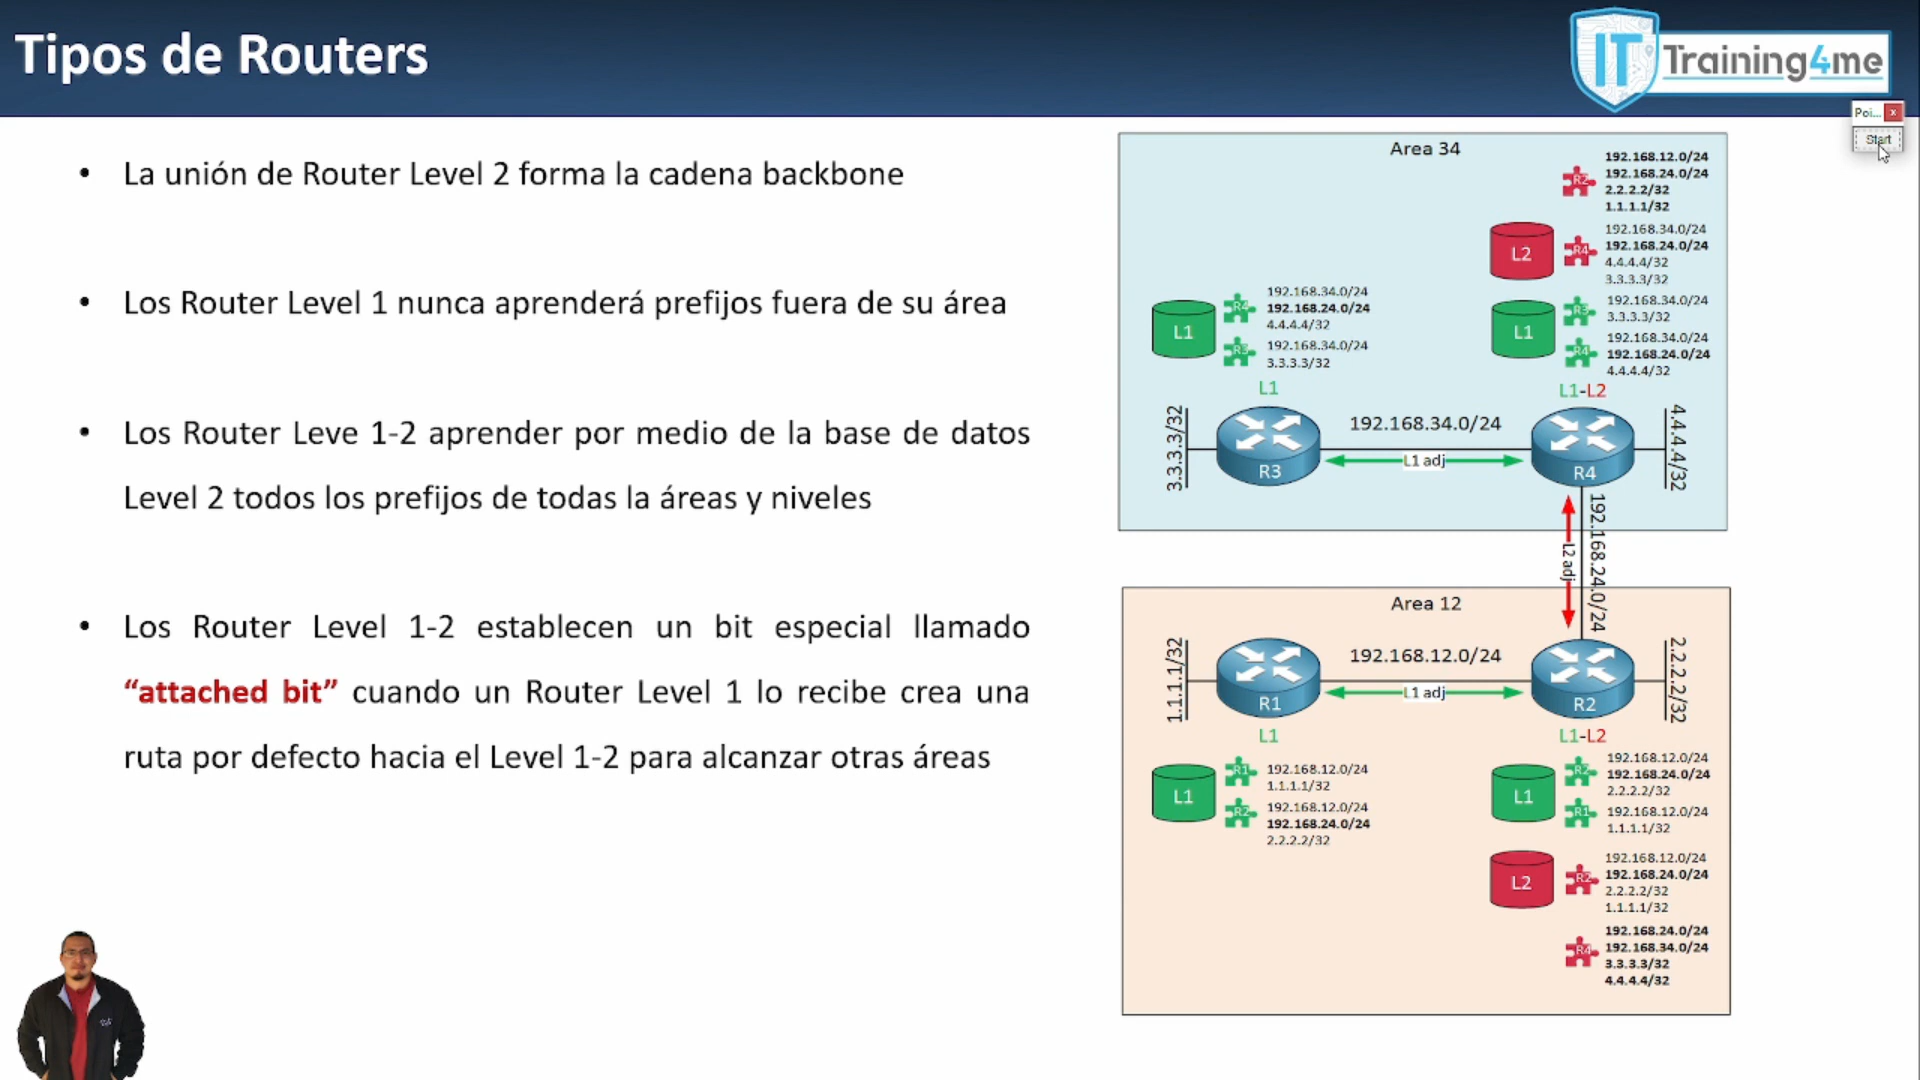 Tipos de Routers
IT Training4me
Poi...
x
Start
• La unión de Router Level 2 forma la cadena backbone
• Los Router Level 1 nunca aprenderá prefijos fuera de su área
• Los Router Leve 1-2 aprender por medio de la base de datos
Level 2 todos los prefijos de todas la áreas y niveles
• Los Router Level 1-2 establecen un bit especial llamado
“attached bit” cuando un Router Level 1 lo recibe crea una
ruta por defecto hacia el Level 1-2 para alcanzar otras áreas
Area 34
R2
192.168.12.0/24
192.168.24.0/24
2.2.2.2/32
1.1.1.1/32
L2
R4
192.168.34.0/24
192.168.24.0/24
4.4.4.4/32
3.3.3.3/32
L1
R4
192.168.34.0/24
192.168.24.0/24
4.4.4.4/32
R3
192.168.34.0/24
3.3.3.3/32
L1
R3
192.168.34.0/24
3.3.3.3/32
R4
192.168.34.0/24
192.168.24.0/24
4.4.4.4/32
L1
L1-L2
3.3.3.3/32
R3
192.168.34.0/24
L1 adj
R4
4.4.4.4/32
L2 adj
192.168.24.0/24
Area 12
1.1.1.1/32
R1
192.168.12.0/24
L1 adj
R2
2.2.2.2/32
L1
L1-L2
L1
R1
192.168.12.0/24
1.1.1.1/32
R2
192.168.12.0/24
192.168.24.0/24
2.2.2.2/32
L1
R2
192.168.12.0/24
192.168.24.0/24
2.2.2.2/32
R1
192.168.12.0/24
1.1.1.1/32
L2
R2
192.168.12.0/24
192.168.24.0/24
2.2.2.2/32
1.1.1.1/32
R4
192.168.24.0/24
192.168.34.0/24
3.3.3.3/32
4.4.4.4/32